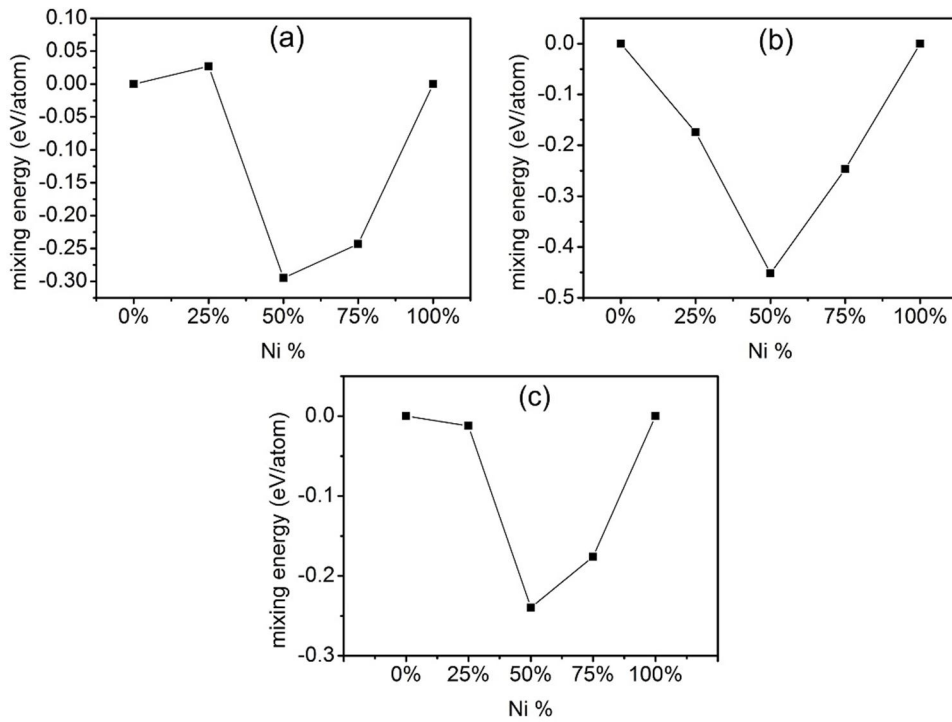 (a)
mixing energy (eV/atom)
0.10
0.05
0.00
-0.05
-0.10
-0.15
-0.20
-0.25
-0.30
0% 25% 50% 75% 100%
Ni %
(b)
mixing energy (eV/atom)
0.0
-0.1
-0.2
-0.3
-0.4
-0.5
0% 25% 50% 75% 100%
Ni %
(c)
mixing energy (eV/atom)
0.0
-0.1
-0.2
-0.3
0% 25% 50% 75% 100%
Ni %